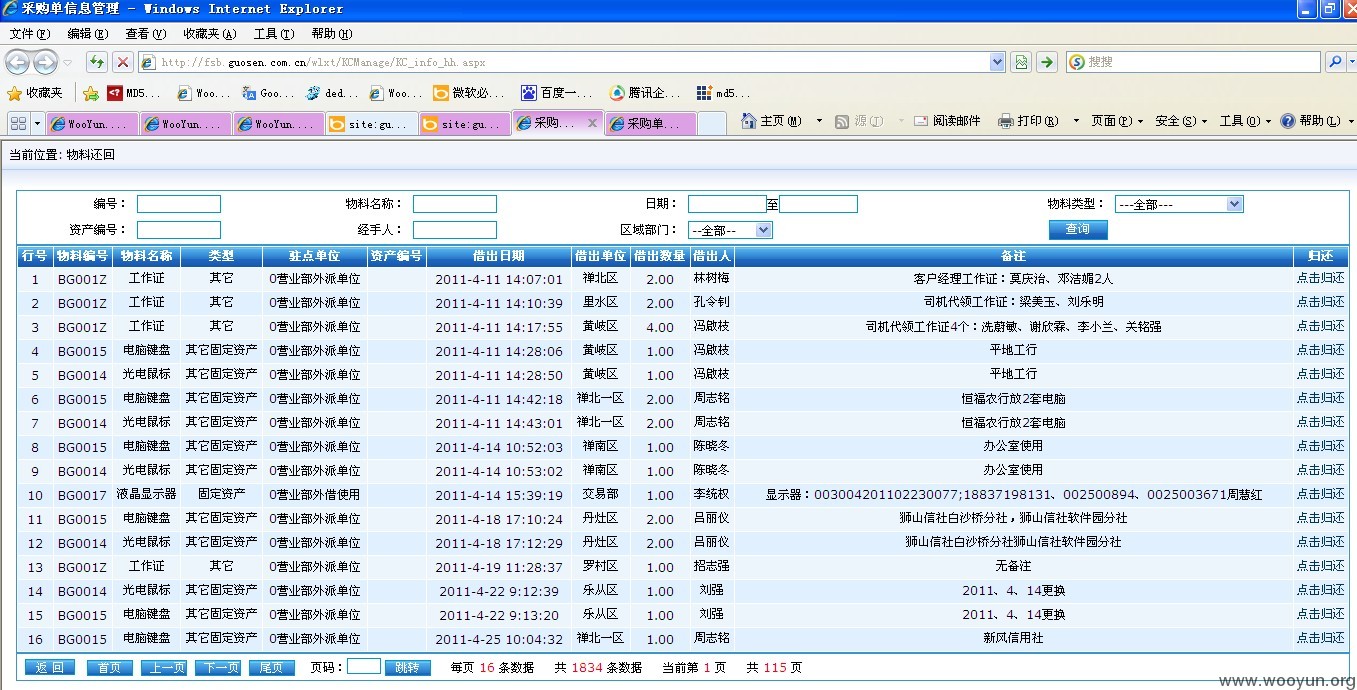 采购单信息管理 - Windows Internet Explorer
文件(F) 编辑(E) 查看(V) 收藏夹(A) 工具(T) 帮助(H)
http://fsb.guosen.com.cn/wlxt/KCManage/KC_info_hh.aspx 搜搜
收藏夹 MD5... Woo... Goo... ded... Woo... 微软必... 百度一... 腾讯企... md5...
WooYun.... WooYun.... WooYun.... site:gu... site:gu... 采购... 采购单... 主页(M) 源(J) 阅读邮件 打印(R) 页面(P) 安全(S) 工具(O) 帮助(L)
当前位置:物料还回
编号： 物料名称： 日期： 至 物料类型： ---全部---
资产编号： 经手人： 区域部门： --全部-- 查询
行号 物料编号 物料名称 类型 驻点单位 资产编号 借出日期 借出单位 借出数量 借出人 备注 归还
1 BG001Z 工作证 其它 0营业部外派单位 2011-4-11 14:07:01 禅北区 2.00 林树梅 客户经理工作证：莫庆冶、邓洁媚2人 点击归还
2 BG001Z 工作证 其它 0营业部外派单位 2011-4-11 14:10:39 里水区 2.00 孔令钊 司机代领工作证：梁美玉、刘乐明 点击归还
3 BG001Z 工作证 其它 0营业部外派单位 2011-4-11 14:17:55 黄岐区 4.00 冯啟枝 司机代领工作证4个：冼蔚敏、谢欣霖、李小兰、关铭强 点击归还
4 BG0015 电脑键盘 其它固定资产 0营业部外派单位 2011-4-11 14:28:06 黄岐区 1.00 冯啟枝 平地工行 点击归还
5 BG0014 光电鼠标 其它固定资产 0营业部外派单位 2011-4-11 14:28:50 黄岐区 1.00 冯啟枝 平地工行 点击归还
6 BG0015 电脑键盘 其它固定资产 0营业部外派单位 2011-4-11 14:42:18 禅北一区 2.00 周志铭 恒福农行放2套电脑 点击归还
7 BG0014 光电鼠标 其它固定资产 0营业部外派单位 2011-4-11 14:43:01 禅北一区 2.00 周志铭 恒福农行放2套电脑 点击归还
8 BG0015 电脑键盘 其它固定资产 0营业部外派单位 2011-4-14 10:52:03 禅南区 1.00 陈晓冬 办公室使用 点击归还
9 BG0014 光电鼠标 其它固定资产 0营业部外派单位 2011-4-14 10:53:02 禅南区 1.00 陈晓冬 办公室使用 点击归还
10 BG0017 液晶显示器 固定资产 0营业部外借使用 2011-4-14 15:39:19 交易部 1.00 李统权 显示器：003004201102230077;18837198131、002500894、0025003671周慧红 点击归还
11 BG0015 电脑键盘 其它固定资产 0营业部外派单位 2011-4-18 17:10:24 丹灶区 2.00 吕丽仪 狮山信社白沙桥分社，狮山信社软件园分社 点击归还
12 BG0014 光电鼠标 其它固定资产 0营业部外派单位 2011-4-18 17:12:29 丹灶区 2.00 吕丽仪 狮山信社白沙桥分社狮山信社软件园分社 点击归还
13 BG001Z 工作证 其它 0营业部外派单位 2011-4-19 11:28:37 罗村区 1.00 招志强 无备注 点击归还
14 BG0014 光电鼠标 其它固定资产 0营业部外派单位 2011-4-22 9:12:39 乐从区 1.00 刘强 2011、4、14更换 点击归还
15 BG0015 电脑键盘 其它固定资产 0营业部外派单位 2011-4-22 9:13:20 乐从区 1.00 刘强 2011、4、14更换 点击归还
16 BG0015 电脑键盘 其它固定资产 0营业部外派单位 2011-4-25 10:04:32 禅北一区 1.00 周志铭 新风信用社 点击归还
返回 首页 上一页 下一页 尾页 页码： 跳转 每页 16 条数据 共 1834 条数据 当前第 1 页 共 115 页
www.wooyun.org